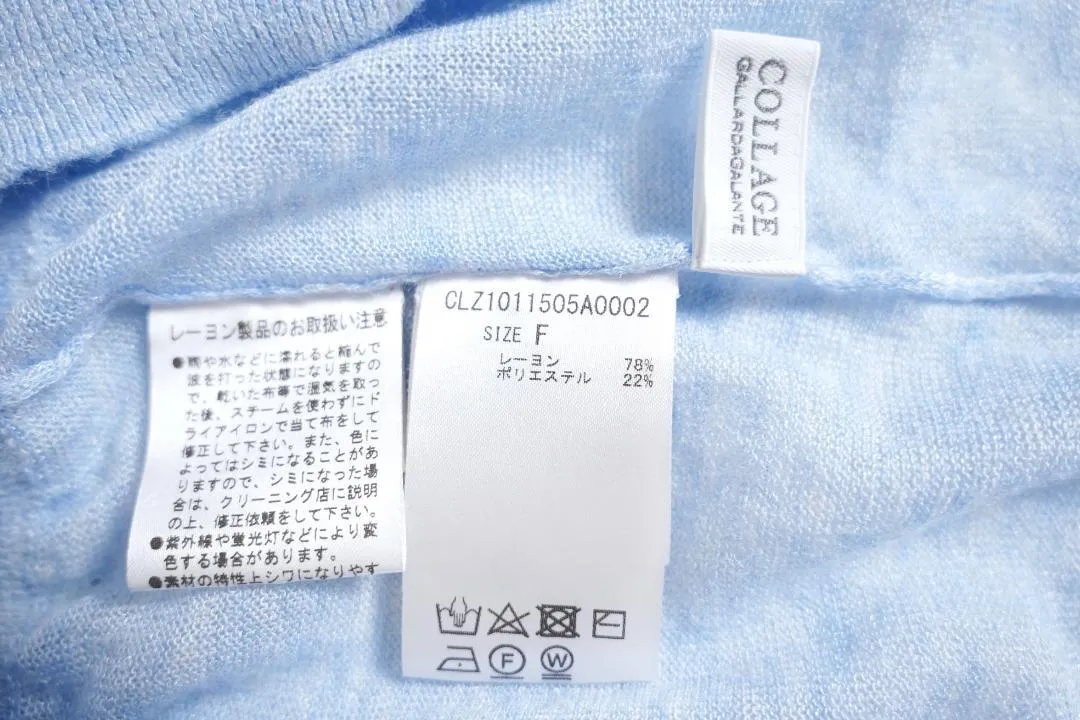 COLLAGE
GALLARDAGALANTE
レーヨン製品のお取扱い注意
●雨や水などに濡れると縮んで
波を打った状態になりますの
で、乾いた布等で湿気を取っ
た後、スチームを使わずにド
ライアイロンで当て布をして
修正して下さい。また、色に
よってはシミになることがあ
りますので、シミになった場
合は、クリーニング店に説明
の上、修正依頼をして下さい。
●紫外線や蛍光灯などにより変
色する場合があります。
●素材の特性上シワになりやす
CLZ1011505A0002
SIZE F
レーヨン 78%
ポリエステル 22%
F
W